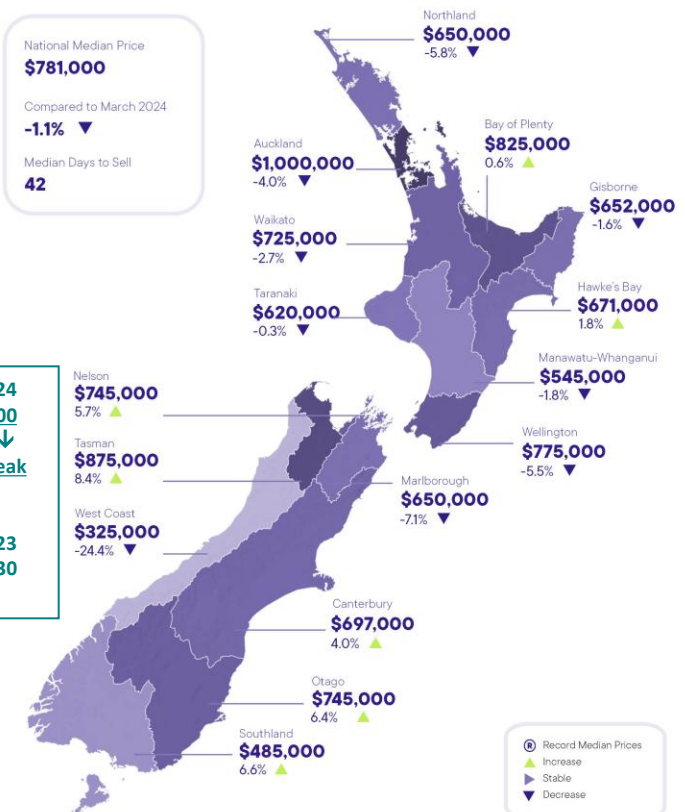 National Median Price
$781,000
Compared to March 2024
-1.1% ▼
Median Days to Sell
42
Northland
$650,000
-5.8% ▼
Auckland
$1,000,000
-4.0% ▼
Bay of Plenty
$825,000
0.6% ▲
Gisborne
$652,000
-1.6% ▼
Waikato
$725,000
-2.7% ▼
Hawke's Bay
$671,000
1.8% ▲
Taranaki
$620,000
-0.3% ▼
Manawatu-Whanganui
$545,000
-1.8% ▼
Wellington
$775,000
-5.5% ▼
24
00
↓
eak
23
30
Nelson
$745,000
5.7% ▲
Tasman
$875,000
8.4% ▲
West Coast
$325,000
-24.4% ▼
Marlborough
$650,000
-7.1% ▼
Canterbury
$697,000
4.0% ▲
Otago
$745,000
6.4% ▲
Southland
$485,000
6.6% ▲
Ⓡ Record Median Prices
▲ Increase
▶ Stable
▼ Decrease